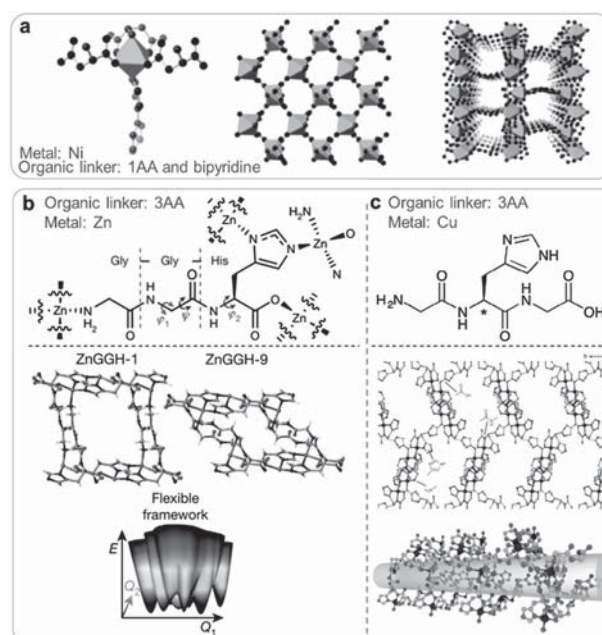 a
Metal: Ni
Organic linker: 1AA and bipyridine
b Organic linker: 3AA
Metal: Zn
Zn
H₂N
Zn
O
N
N
N
Gly
Gly
His
Zn
N
H₂
O
H
N
φ₁
ψ
O
N
H
φ₂
O
O
Zn
ZnGGH-1
ZnGGH-9
Flexible
framework
E
Q₂
Q₁
c Organic linker: 3AA
Metal: Cu
N
NH
H₂N
O
N
H
*
O
H
N
O
OH